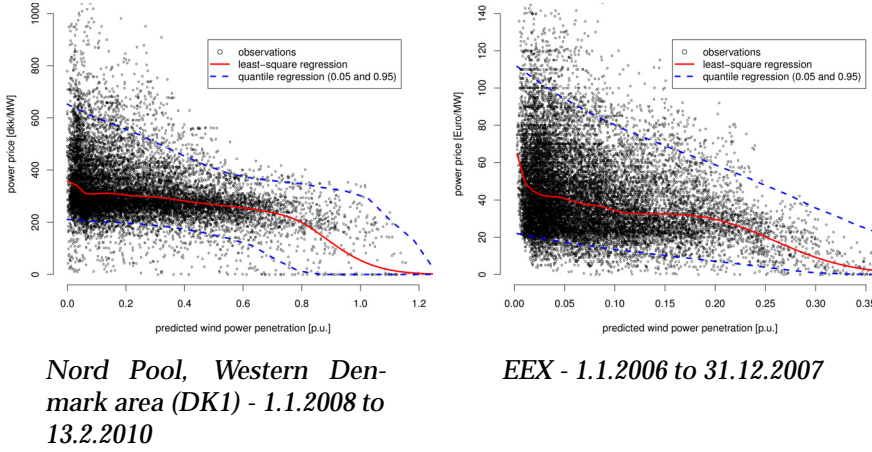 1000
800
600
400
200
0
power price [dkk/MW]
observations
least−square regression
quantile regression (0.05 and 0.95)
0.0 0.2 0.4 0.6 0.8 1.0 1.2
predicted wind power penetration [p.u.]
140
120
100
80
60
40
20
0
power price [Euro/MW]
observations
least−square regression
quantile regression (0.05 and 0.95)
0.00 0.05 0.10 0.15 0.20 0.25 0.30 0.35
predicted wind power penetration [p.u.]
Nord Pool, Western Den-
mark area (DK1) - 1.1.2008 to
13.2.2010
EEX - 1.1.2006 to 31.12.2007